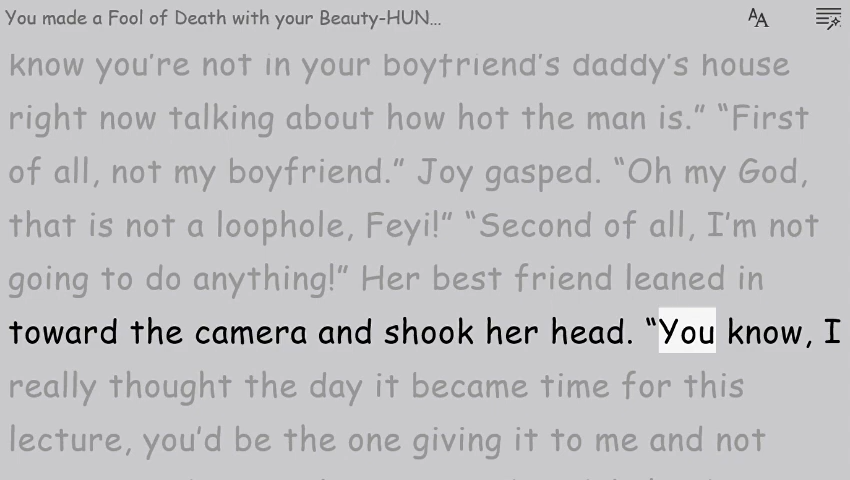 You made a Fool of Death with your Beauty-HUN...
know you're not in your boyfriend's daddy's house
right now talking about how hot the man is.” “First
of all, not my boyfriend.” Joy gasped. “Oh my God,
that is not a loophole, Feyi!” “Second of all, I'm not
going to do anything!” Her best friend leaned in
toward the camera and shook her head. “You know, I
really thought the day it became time for this
lecture, you'd be the one giving it to me and not